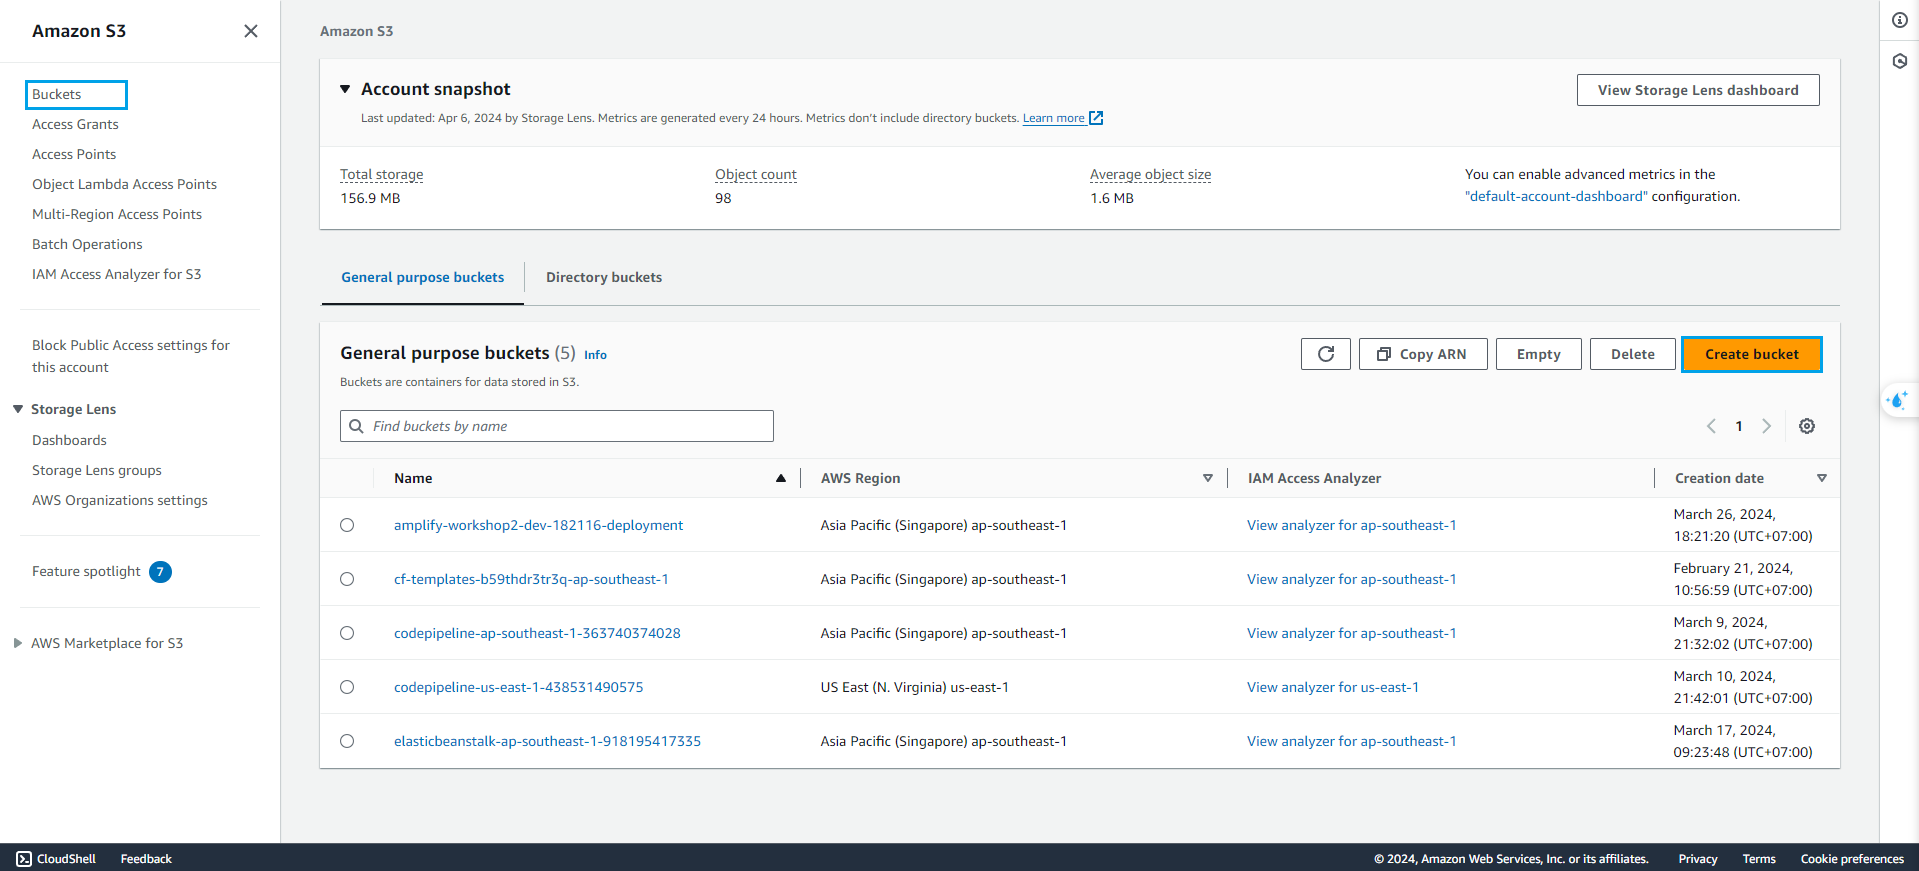 Amazon S3
Buckets
Access Grants
Access Points
Object Lambda Access Points
Multi-Region Access Points
Batch Operations
IAM Access Analyzer for S3
Block Public Access settings for
this account
Storage Lens
Dashboards
Storage Lens groups
AWS Organizations settings
Feature spotlight 7
AWS Marketplace for S3
Amazon S3
Account snapshot
View Storage Lens dashboard
Last updated: Apr 6, 2024 by Storage Lens. Metrics are generated every 24 hours. Metrics don't include directory buckets. Learn more
Total storage
156.9 MB
Object count
98
Average object size
1.6 MB
You can enable advanced metrics in the
"default-account-dashboard" configuration.
General purpose buckets Directory buckets
General purpose buckets (5) Info
Copy ARN Empty Delete Create bucket
Buckets are containers for data stored in S3.
Find buckets by name
1
Name AWS Region IAM Access Analyzer Creation date
amplify-workshop2-dev-182116-deployment Asia Pacific (Singapore) ap-southeast-1 View analyzer for ap-southeast-1 March 26, 2024,
18:21:20 (UTC+07:00)
cf-templates-b59thdr3tr3q-ap-southeast-1 Asia Pacific (Singapore) ap-southeast-1 View analyzer for ap-southeast-1 February 21, 2024,
10:56:59 (UTC+07:00)
codepipeline-ap-southeast-1-363740374028 Asia Pacific (Singapore) ap-southeast-1 View analyzer for ap-southeast-1 March 9, 2024,
21:32:02 (UTC+07:00)
codepipeline-us-east-1-438531490575 US East (N. Virginia) us-east-1 View analyzer for us-east-1 March 10, 2024,
21:42:01 (UTC+07:00)
elasticbeanstalk-ap-southeast-1-918195417335 Asia Pacific (Singapore) ap-southeast-1 View analyzer for ap-southeast-1 March 17, 2024,
09:23:48 (UTC+07:00)
CloudShell Feedback © 2024, Amazon Web Services, Inc. or its affiliates. Privacy Terms Cookie preferences